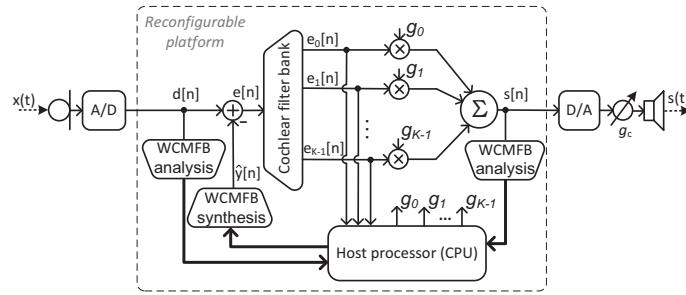 Reconfigurable
platform
x(t)
A/D
d[n]
e[n]
Cochlear filter bank
e0[n]
e1[n]
eK-1[n]
g0
g1
gK-1
Σ
s[n]
D/A
gc
s(t)
WCMFB
analysis
ŷ[n]
WCMFB
synthesis
WCMFB
analysis
g0 g1 ... gK-1
Host processor (CPU)